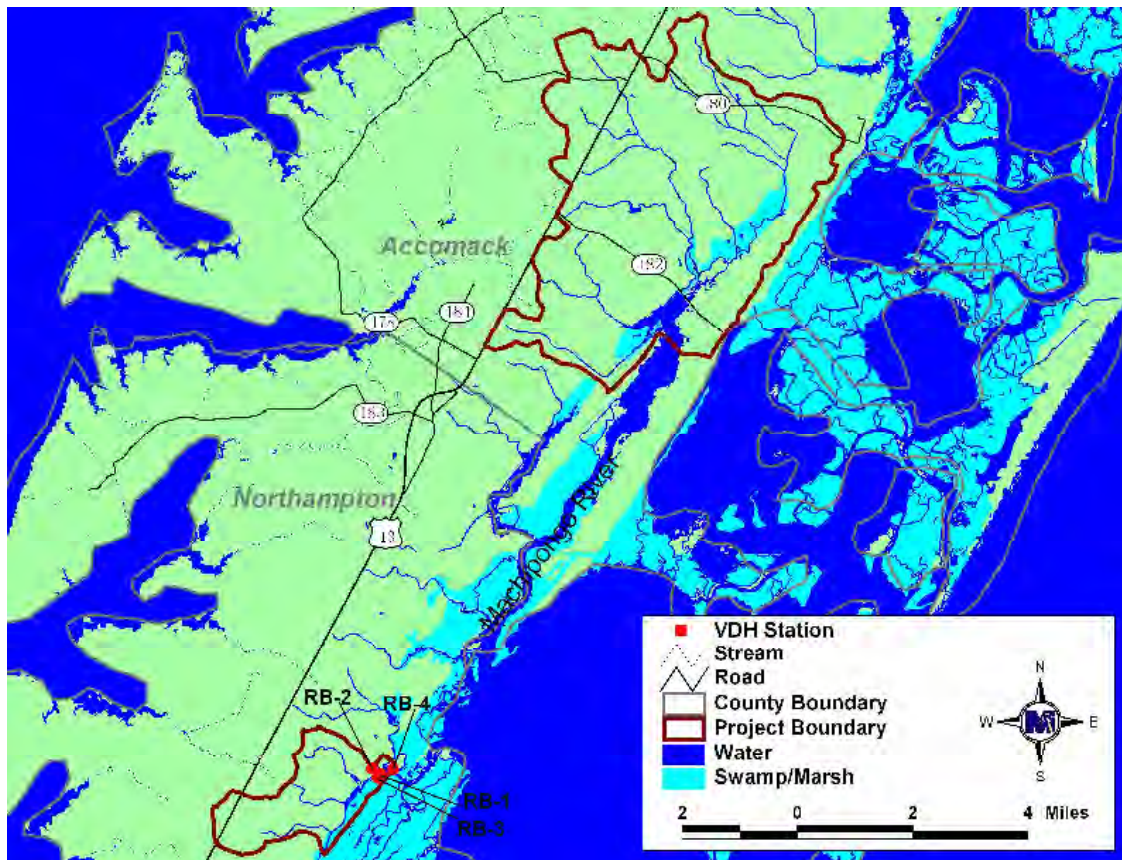 180
Accomack
182
178
181
183
Northampton
13
Machipongo River
RB-2
RB-4
RB-1
RB-3
VDH Station
Stream
Road
County Boundary
Project Boundary
Water
Swamp/Marsh
N
W
E
S
2 0 2 4 Miles